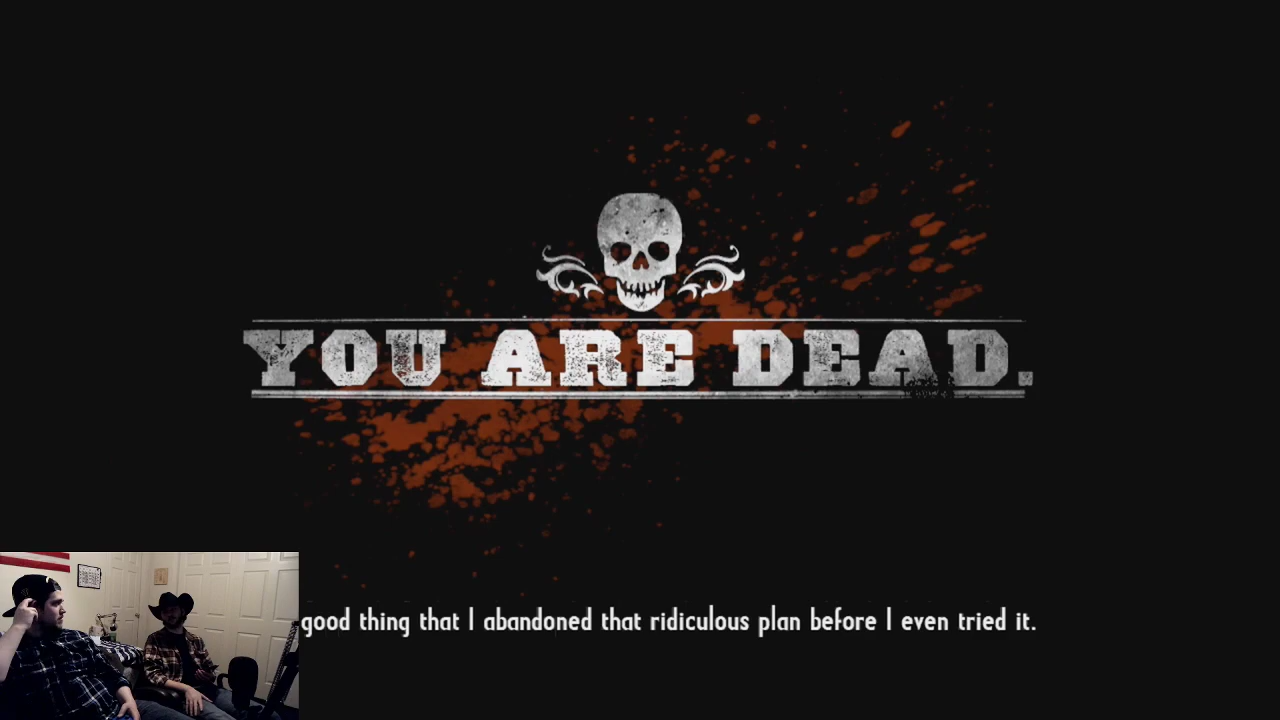 YOU ARE DEAD.
good thing that I abandoned that ridiculous plan before I even tried it.